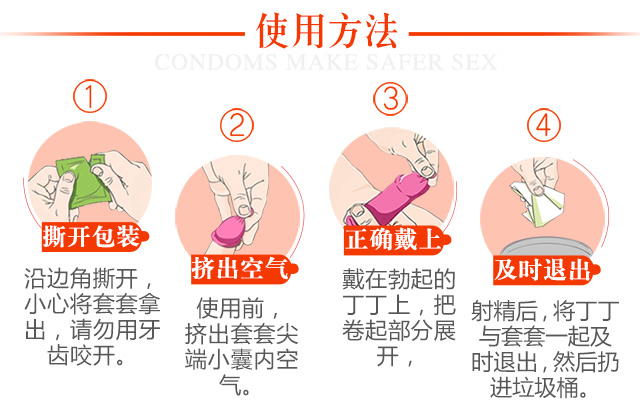 使用方法
CONDOMS MAKE SAFER SEX
①
撕开包装
沿边角撕开，
小心将套套拿
出，请勿用牙
齿咬开。
②
挤出空气
使用前，
挤出套套尖
端小囊内空
气。
③
正确戴上
戴在勃起的
丁丁上，把
卷起部分展
开，
④
及时退出
射精后，将丁丁
与套套一起及
时退出，然后扔
进垃圾桶。